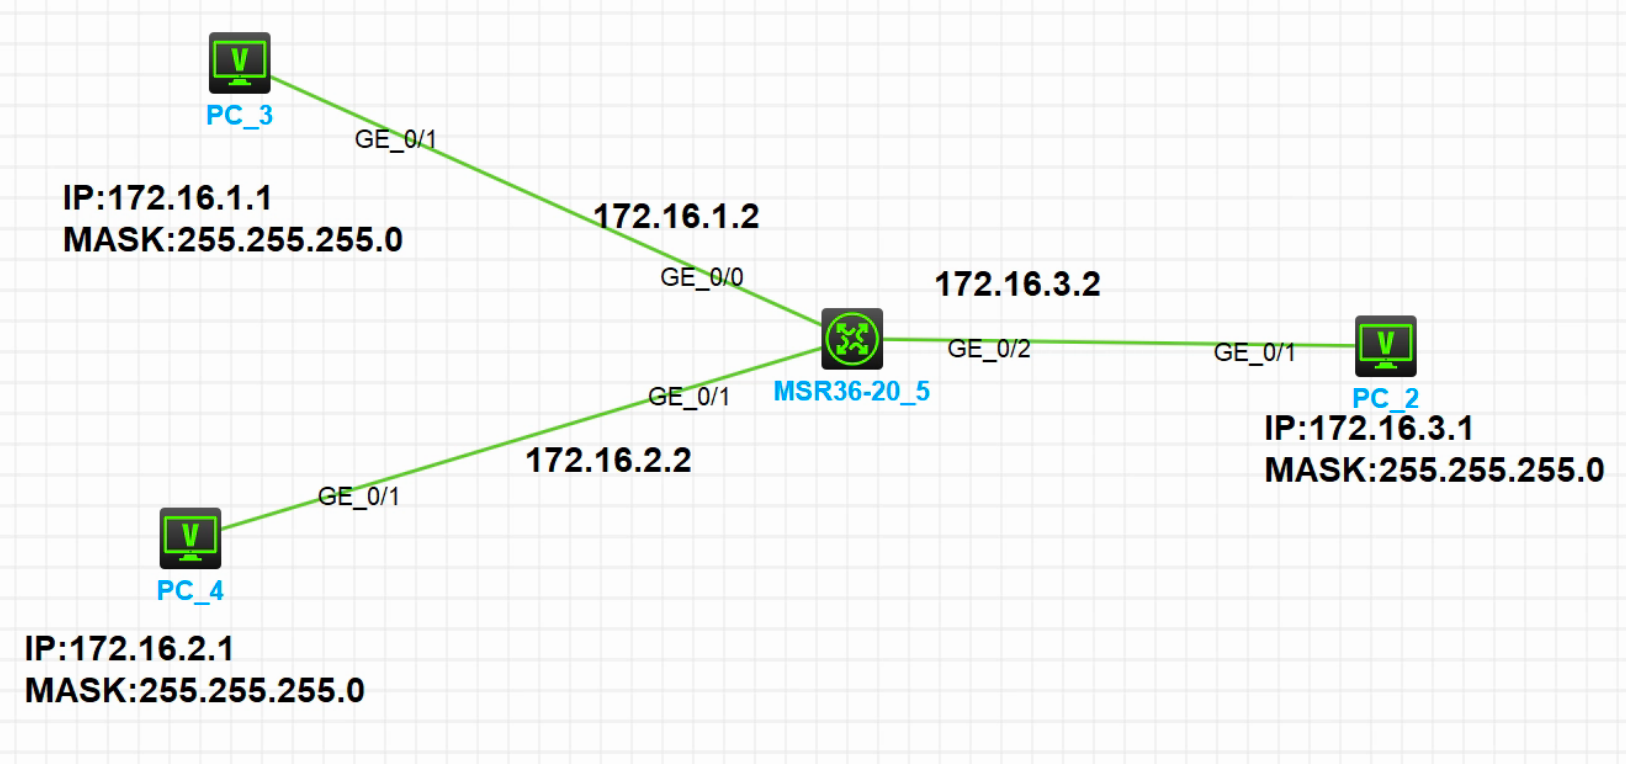 V
PC_3
GE_0/1
IP:172.16.1.1
MASK:255.255.255.0
172.16.1.2
GE_0/0
172.16.3.2
GE_0/2
GE_0/1
V
MSR36-20_5
PC_2
IP:172.16.3.1
MASK:255.255.255.0
GE_0/1
172.16.2.2
GE_0/1
V
PC_4
IP:172.16.2.1
MASK:255.255.255.0